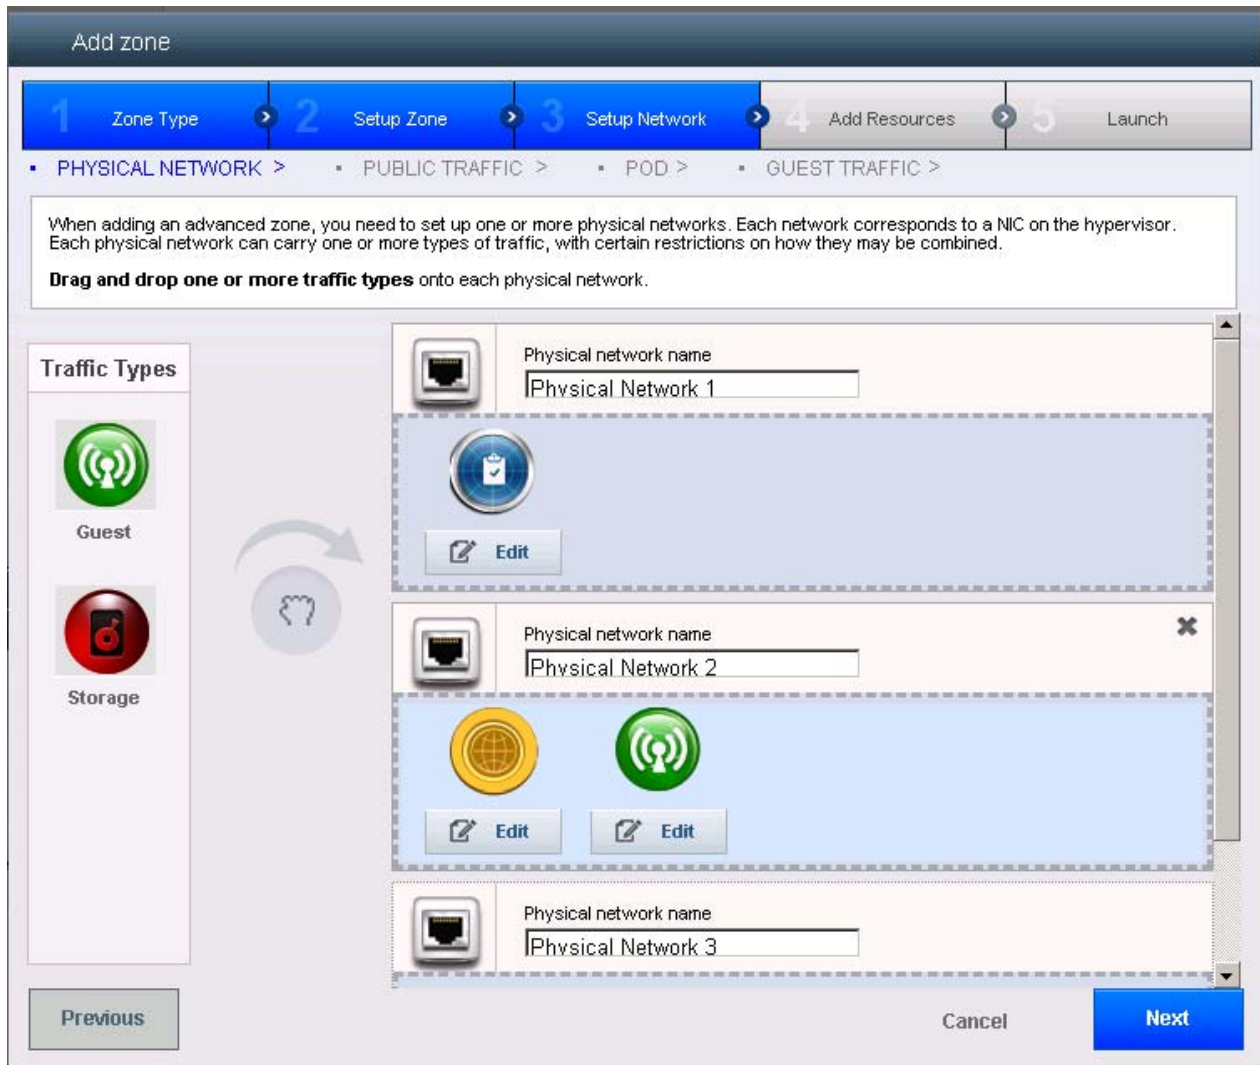 Add zone
1 Zone Type
2 Setup Zone
3 Setup Network
4 Add Resources
5 Launch
PHYSICAL NETWORK >
PUBLIC TRAFFIC >
POD >
GUEST TRAFFIC >
When adding an advanced zone, you need to set up one or more physical networks. Each network corresponds to a NIC on the hypervisor.
Each physical network can carry one or more types of traffic, with certain restrictions on how they may be combined.
Drag and drop one or more traffic types onto each physical network.
Traffic Types
Guest
Storage
Physical network name
Physical Network 1
Edit
Physical network name
Physical Network 2
Edit
Edit
Physical network name
Physical Network 3
Previous
Cancel
Next